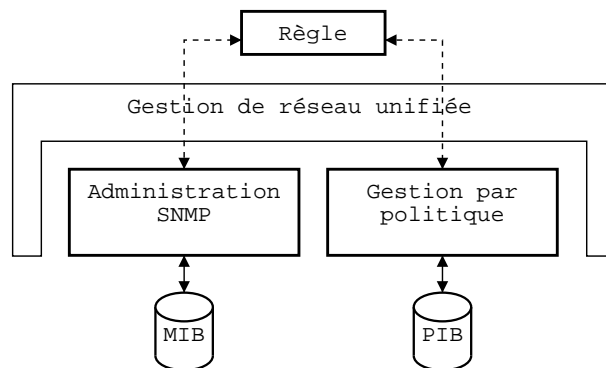 Règle
Gestion de réseau unifiée
Administration
SNMP
Gestion par
politique
MIB
PIB